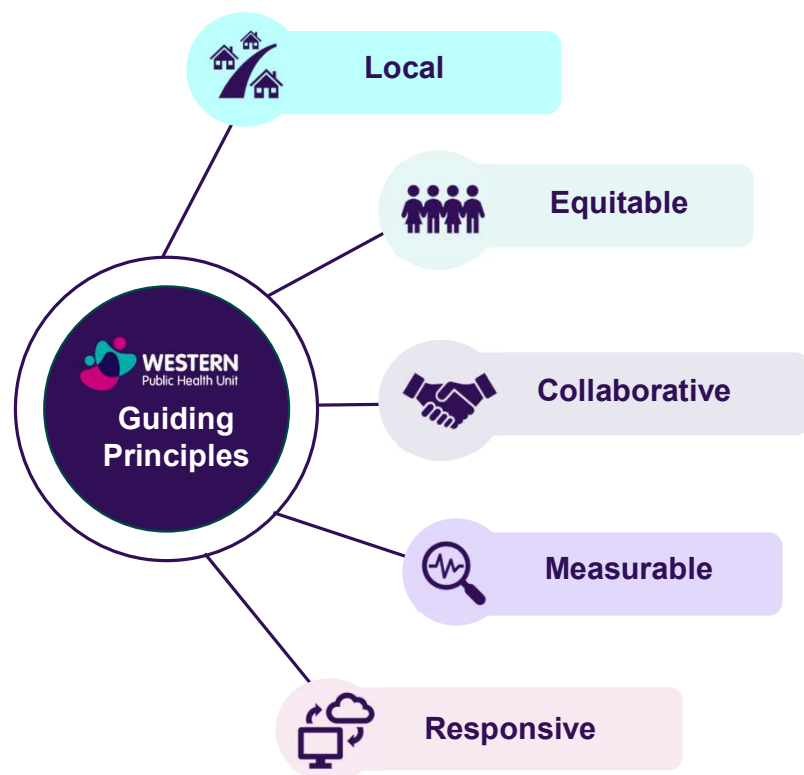 Local
Equitable
WESTERN
Public Health Unit
Guiding
Principles
Collaborative
Measurable
Responsive